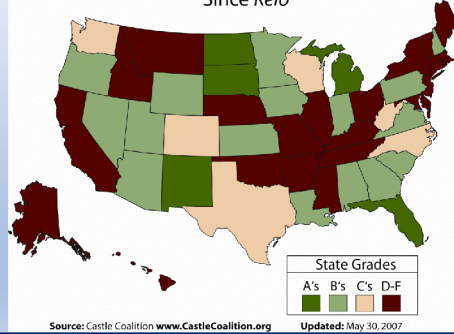 Since Kelo
State Grades
A's B's C's D-F
Source: Castle Coalition www.CastleCoalition.org Updated: May 30, 2007